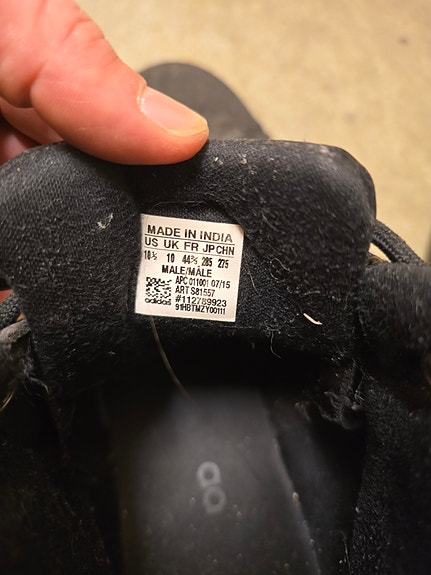 MADE IN INDIA
US UK FR JP CHN
10½ 10 44⅔ 285 275
MALE/MÂLE
APC 011001 07/15
ART S81557
#112789923
adidas 91HBTMZY00111